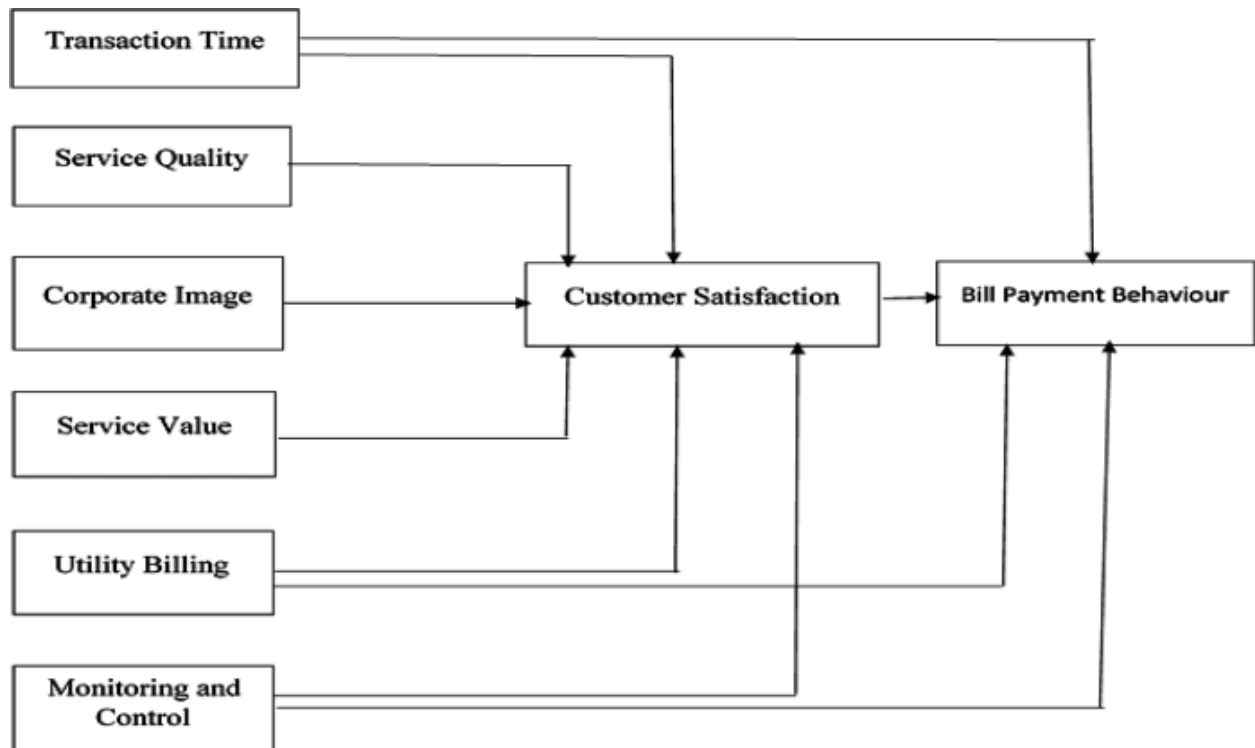 Transaction Time
Service Quality
Corporate Image
Customer Satisfaction
Bill Payment Behaviour
Service Value
Utility Billing
Monitoring and
Control